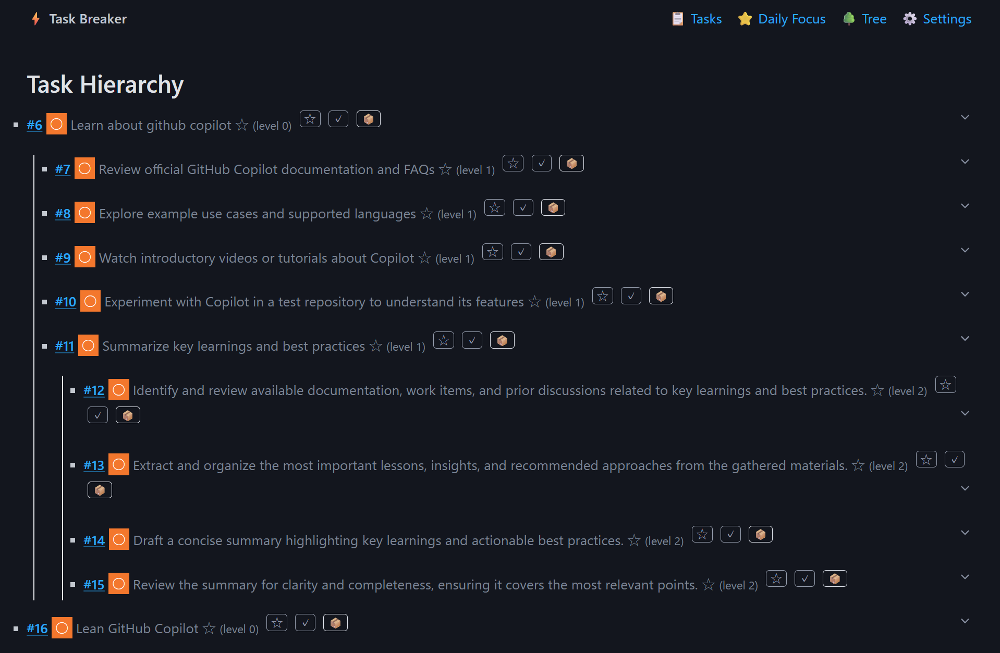 Task Breaker
Tasks
Daily Focus
Tree
Settings
Task Hierarchy
#6 Learn about github copilot ☆ (level 0) ☆ ✓
#7 Review official GitHub Copilot documentation and FAQs ☆ (level 1) ☆ ✓
#8 Explore example use cases and supported languages ☆ (level 1) ☆ ✓
#9 Watch introductory videos or tutorials about Copilot ☆ (level 1) ☆ ✓
#10 Experiment with Copilot in a test repository to understand its features ☆ (level 1) ☆ ✓
#11 Summarize key learnings and best practices ☆ (level 1) ☆ ✓
#12 Identify and review available documentation, work items, and prior discussions related to key learnings and best practices. ☆ (level 2) ☆
✓
#13 Extract and organize the most important lessons, insights, and recommended approaches from the gathered materials. ☆ (level 2) ☆ ✓
#14 Draft a concise summary highlighting key learnings and actionable best practices. ☆ (level 2) ☆ ✓
#15 Review the summary for clarity and completeness, ensuring it covers the most relevant points. ☆ (level 2) ☆ ✓
#16 Lean GitHub Copilot ☆ (level 0) ☆ ✓